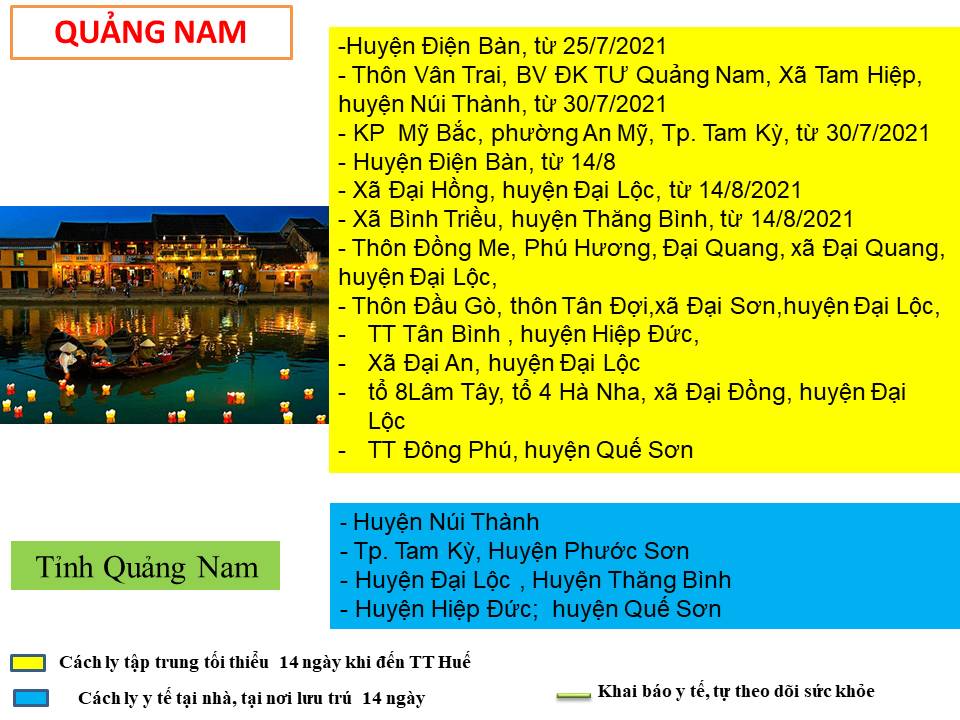 QUẢNG NAM
-Huyện Điện Bàn, từ 25/7/2021
- Thôn Vân Trai, BV ĐK TƯ Quảng Nam, Xã Tam Hiệp,
huyện Núi Thành, từ 30/7/2021
- KP Mỹ Bắc, phường An Mỹ, Tp. Tam Kỳ, từ 30/7/2021
- Huyện Điện Bàn, từ 14/8
- Xã Đại Hồng, huyện Đại Lộc, từ 14/8/2021
- Xã Bình Triều, huyện Thăng Bình, từ 14/8/2021
- Thôn Đồng Me, Phú Hương, Đại Quang, xã Đại Quang,
huyện Đại Lộc,
- Thôn Đầu Gò, thôn Tân Đợi,xã Đại Sơn,huyện Đại Lộc,
- TT Tân Bình , huyện Hiệp Đức,
- Xã Đại An, huyện Đại Lộc
- tổ 8Lâm Tây, tổ 4 Hà Nha, xã Đại Đồng, huyện Đại
Lộc
- TT Đông Phú, huyện Quế Sơn
- Huyện Núi Thành
- Tp. Tam Kỳ, Huyện Phước Sơn
- Huyện Đại Lộc , Huyện Thăng Bình
- Huyện Hiệp Đức; huyện Quế Sơn
Tỉnh Quảng Nam
Cách ly tập trung tối thiểu 14 ngày khi đến TT Huế
Cách ly y tế tại nhà, tại nơi lưu trú 14 ngày
Khai báo y tế, tự theo dõi sức khỏe